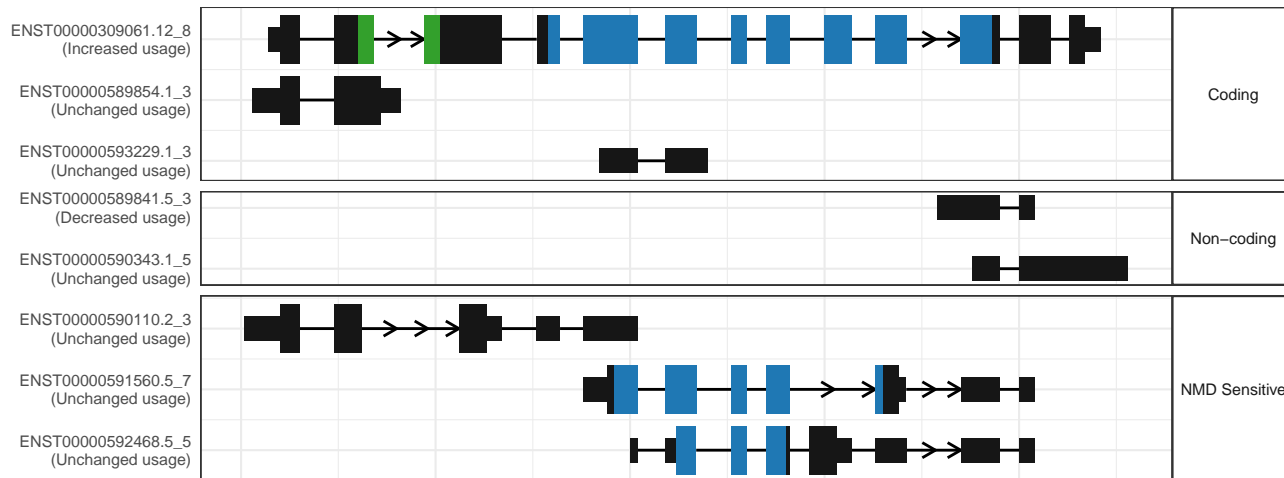 ENST00000309061.12_8
(Increased usage)
ENST00000589854.1_3
(Unchanged usage)
ENST00000593229.1_3
(Unchanged usage)
Coding
ENST00000589841.5_3
(Decreased usage)
ENST00000590343.1_5
(Unchanged usage)
Non−coding
ENST00000590110.2_3
(Unchanged usage)
ENST00000591560.5_7
(Unchanged usage)
ENST00000592468.5_5
(Unchanged usage)
NMD Sensitive